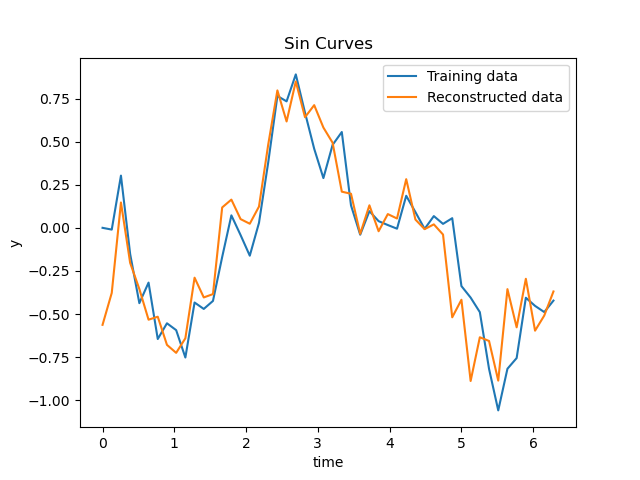 Sin Curves
Training data
Reconstructed data
y
0.75
0.50
0.25
0.00
−0.25
−0.50
−0.75
−1.00
0 1 2 3 4 5 6
time